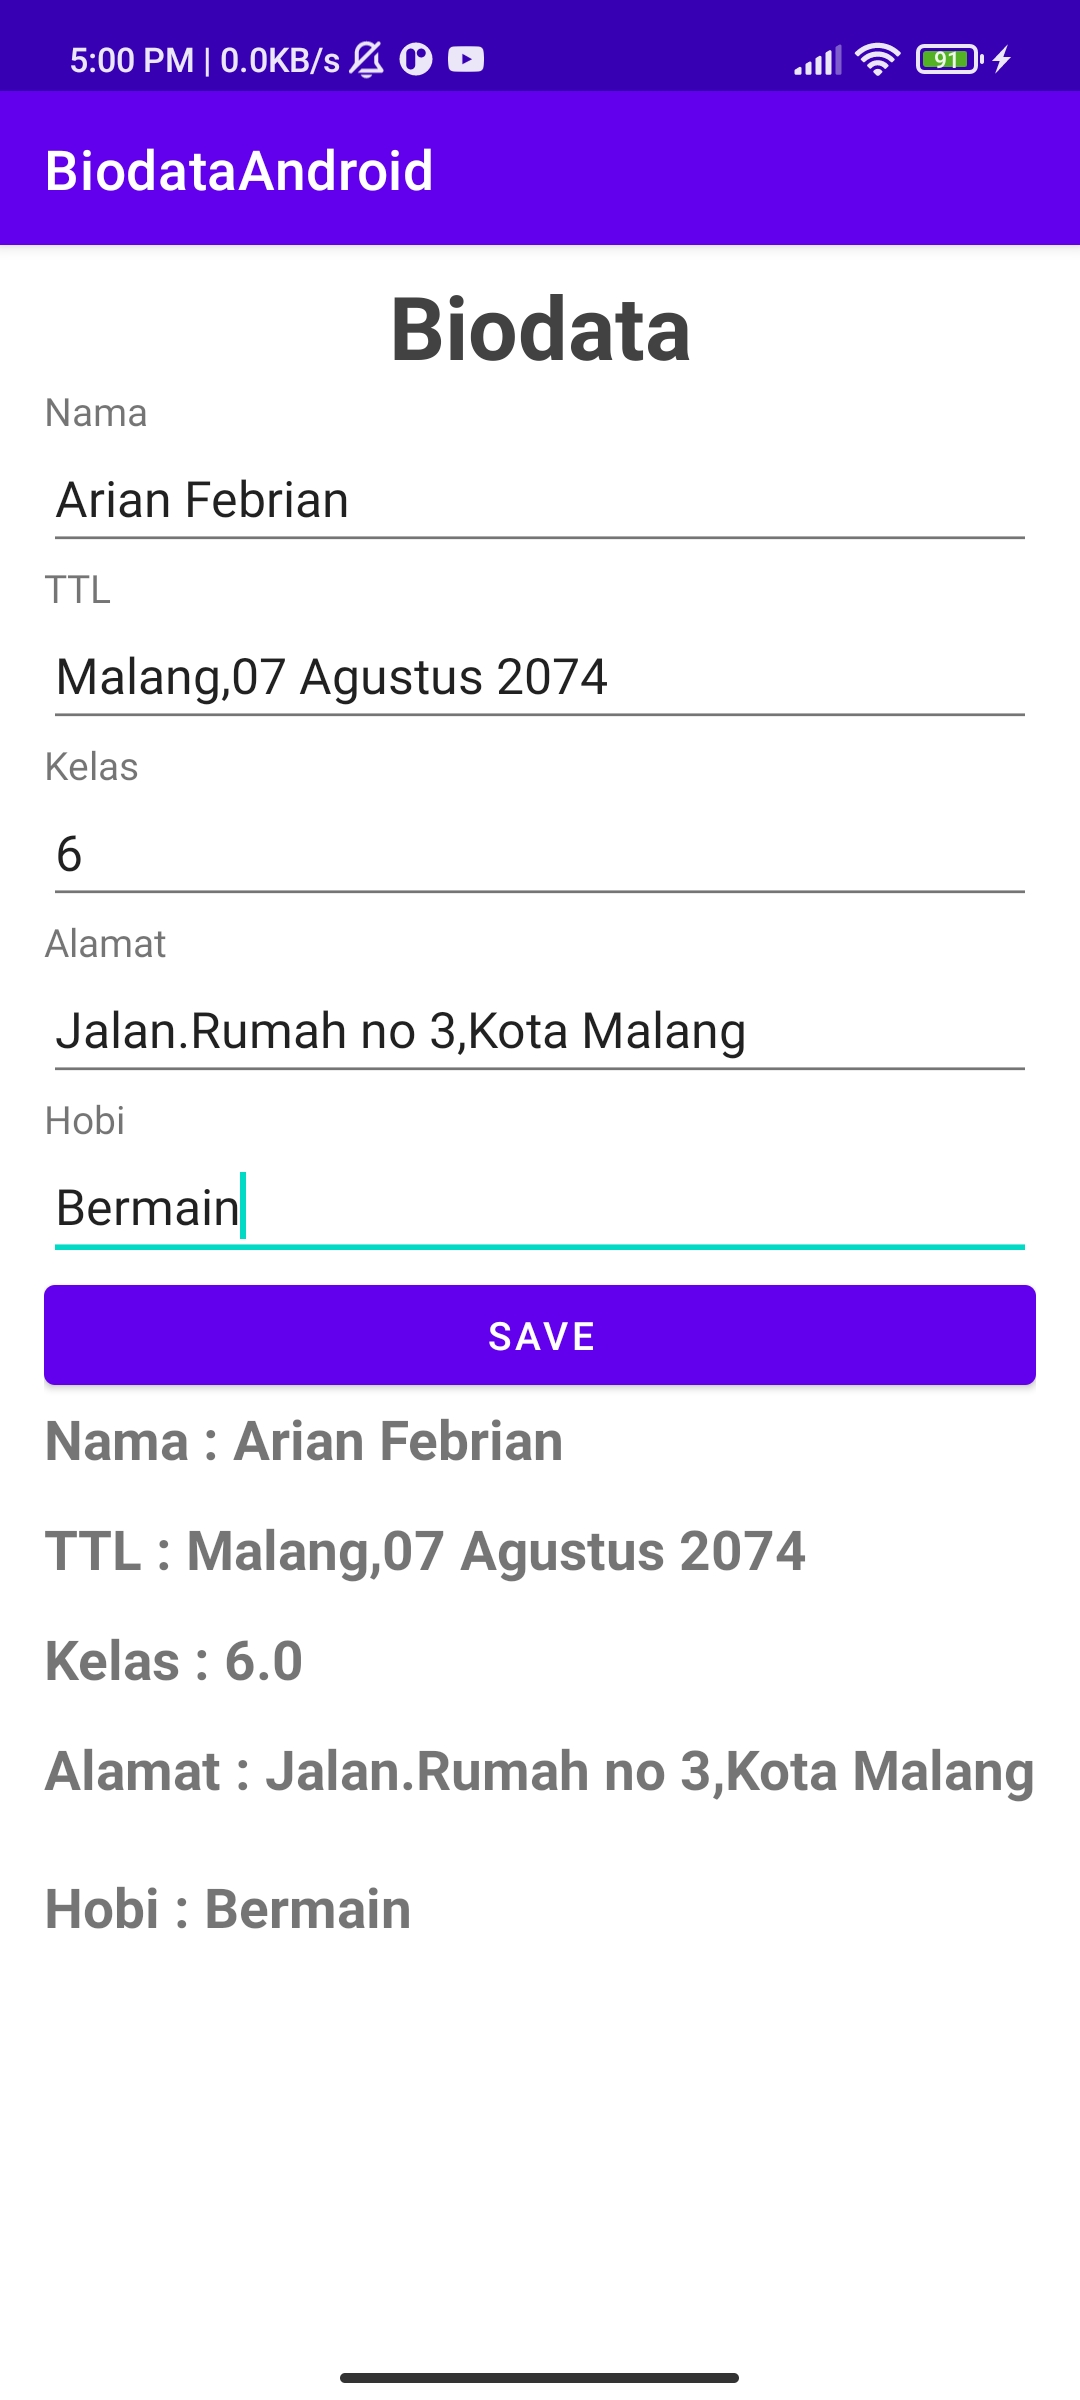 5:00 PM | 0.0KB/s 91
BiodataAndroid
Biodata
Nama
Arian Febrian
TTL
Malang,07 Agustus 2074
Kelas
6
Alamat
Jalan.Rumah no 3,Kota Malang
Hobi
Bermain
SAVE
Nama : Arian Febrian
TTL : Malang,07 Agustus 2074
Kelas : 6.0
Alamat : Jalan.Rumah no 3,Kota Malang
Hobi : Bermain